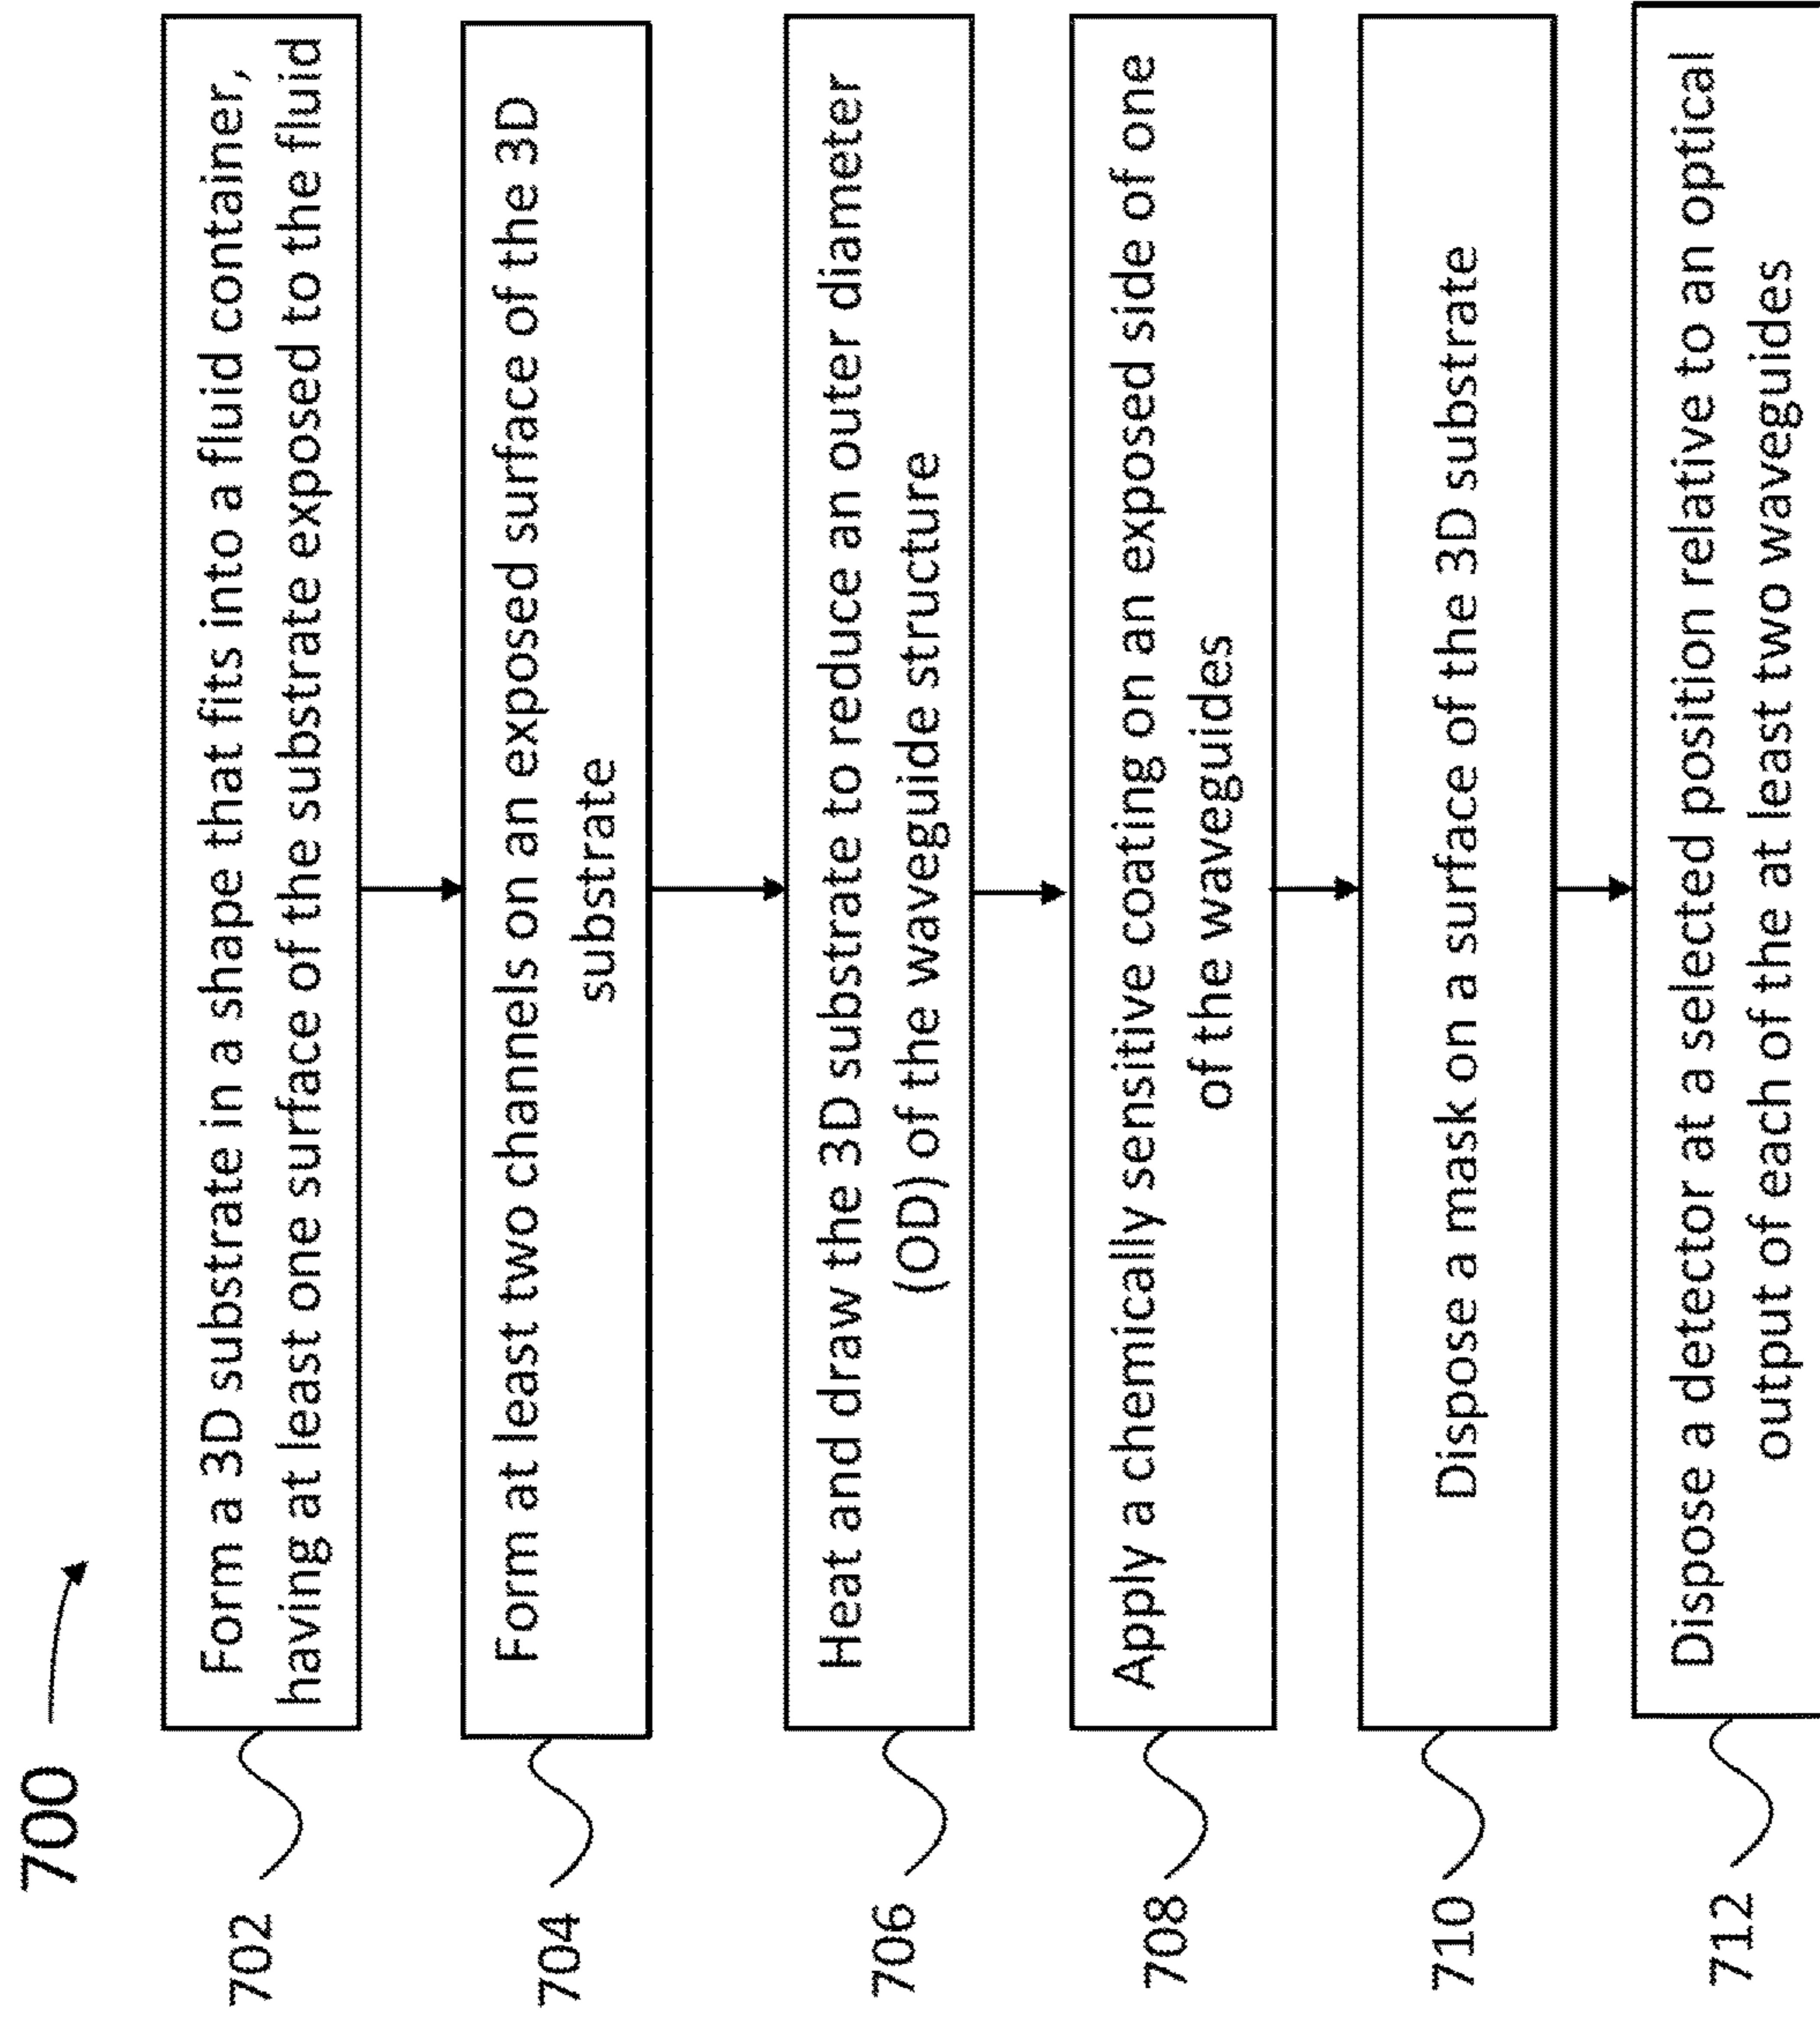 700
702
Form a 3D substrate in a shape that fits into a fluid container,
having at least one surface of the substrate exposed to the fluid
704
Form at least two channels on an exposed surface of the 3D
substrate
706
Heat and draw the 3D substrate to reduce an outer diameter
(OD) of the waveguide structure
708
Apply a chemically sensitive coating on an exposed side of one
of the waveguides
710
Dispose a mask on a surface of the 3D substrate
712
Dispose a detector at a selected position relative to an optical
output of each of the at least two waveguides